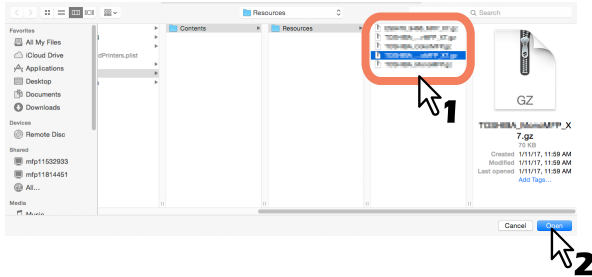 Resources
Search
Favorites
All My Files
iCloud Drive
Applications
Desktop
Documents
Downloads
Devices
Remote Disc
Shared
mfp11532933
mfp11814451
All...
Media
Music
dPrinters.plist
Contents
Resources
1
GZ
7.gz
70 KB
Created 1/11/17, 11:59 AM
Modified 1/11/17, 11:59 AM
Last opened 1/11/17, 11:59 AM
Add Tags...
Cancel
Open
2